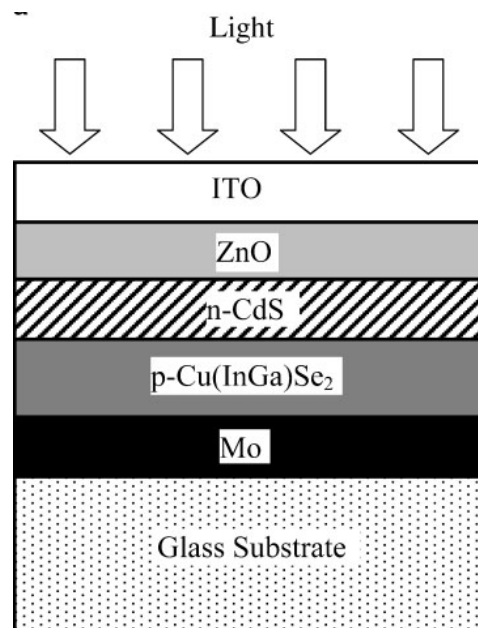 Light
ITO
ZnO
n-CdS
p-Cu(InGa)Se₂
Mo
Glass Substrate